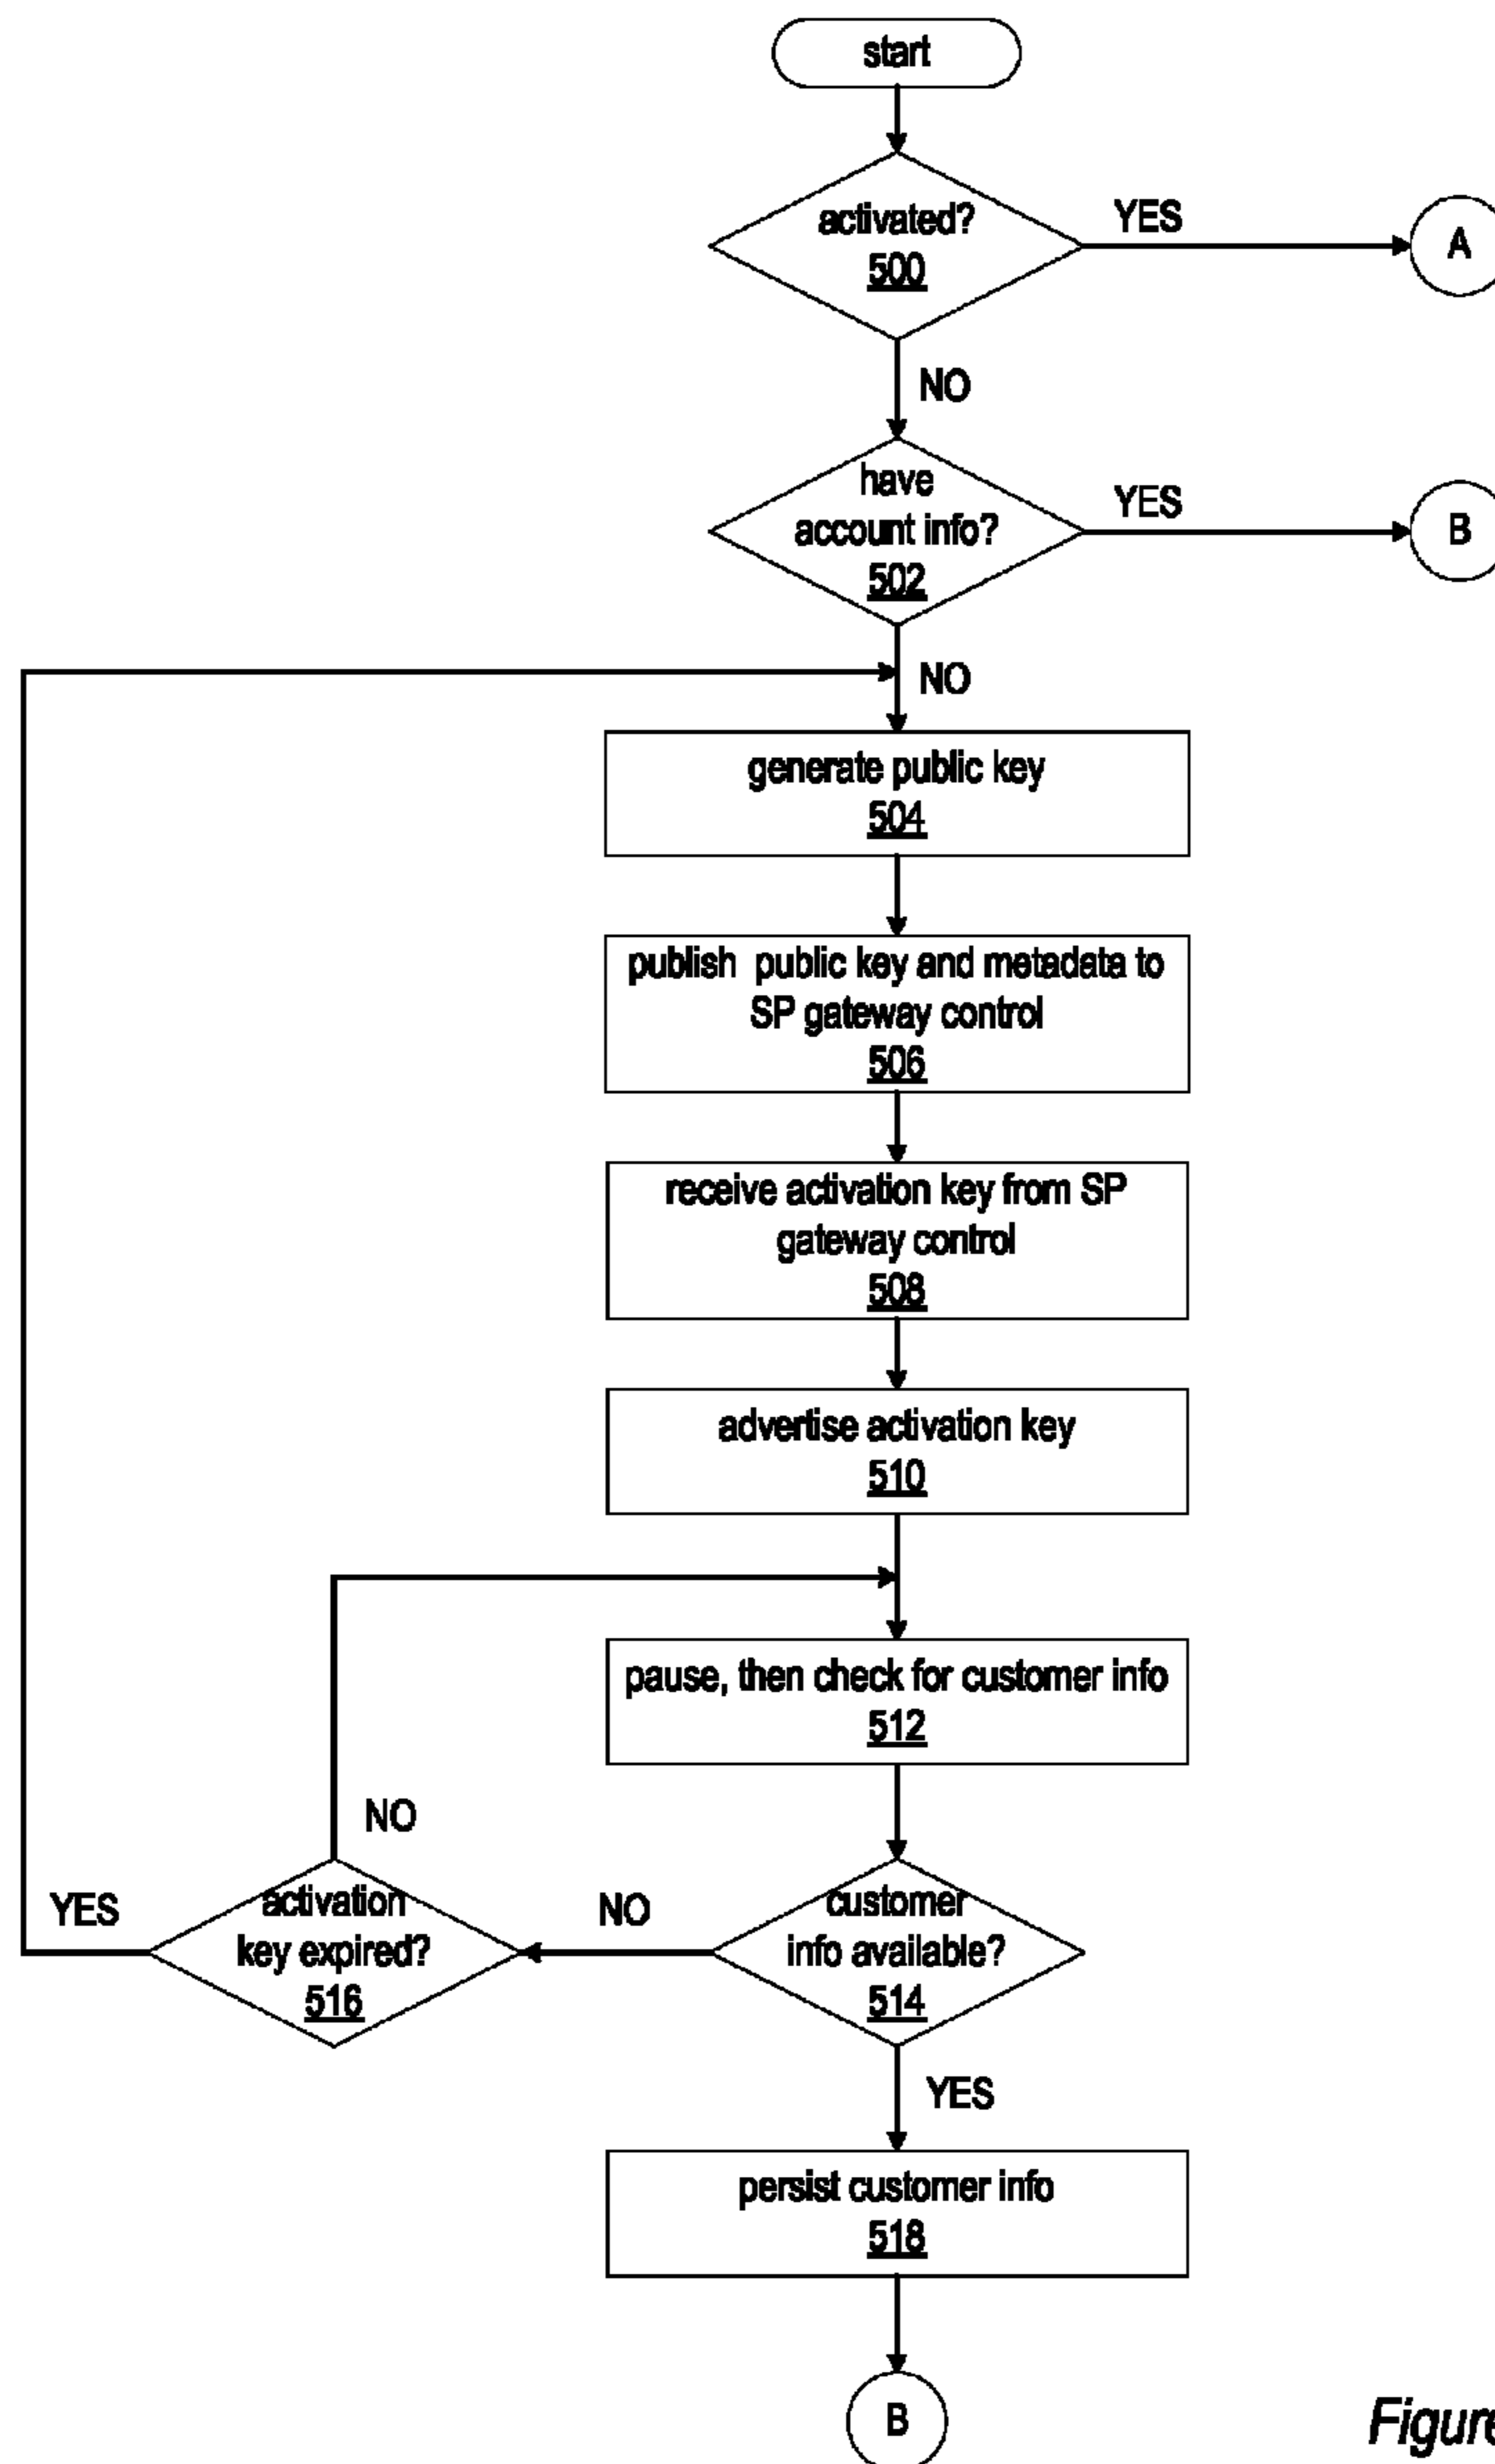 start
activated?
500
YES
A
NO
have
account info?
502
YES
B
NO
generate public key
504
publish public key and metadata to
SP gateway control
506
receive activation key from SP
gateway control
508
advertise activation key
510
pause, then check for customer info
512
NO
customer
info available?
514
NO
activation
key expired?
516
YES
YES
persist customer info
518
B
Figure